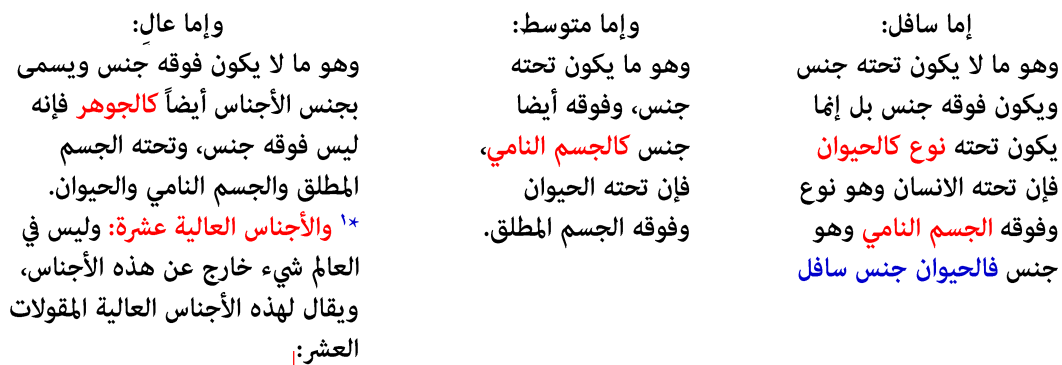 إما سافل:
وهو ما لا يكون تحته جنس
ويكون فوقه جنس بل إنما
يكون تحته نوع كالحيوان
فإن تحته الانسان وهو نوع
وفوقه الجسم النامي وهو
جنس فالحيوان جنس سافل
وإما متوسط:
وهو ما يكون تحته
جنس، وفوقه أيضا
جنس كالجسم النامي،
فإن تحته الحيوان
وفوقه الجسم المطلق.
وإما عالٍ:
وهو ما لا يكون فوقه جنس ويسمى
بجنس الأجناس أيضاً كالجوهر فإنه
ليس فوقه جنس، وتحته الجسم
المطلق والجسم النامي والحيوان.
*١ والأجناس العالية عشرة: وليس في
العالم شيء خارج عن هذه الأجناس،
ويقال لهذه الأجناس العالية المقولات
العشر: